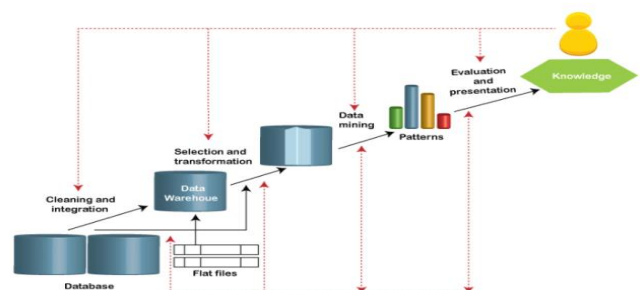 Evaluation
and
presentation
Knowledge
Data
mining
Patterns
Selection and
transformation
Data
Warehoue
Cleaning and
integration
Flat files
Database